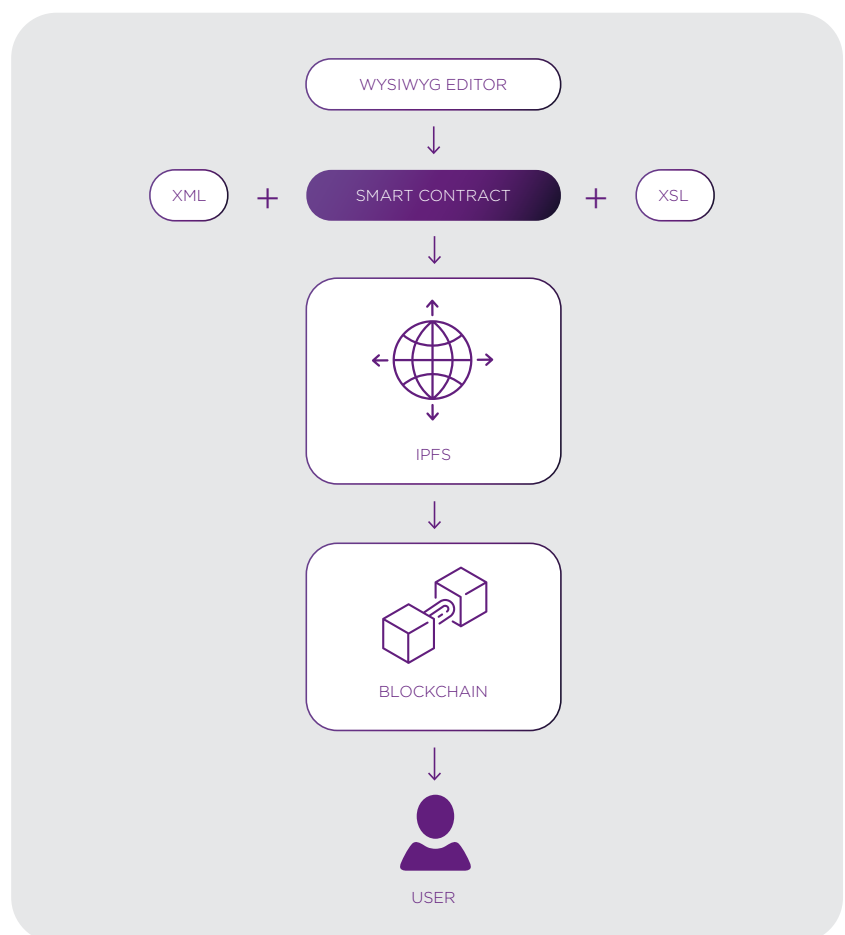 WYSIWYG EDITOR
XML + SMART CONTRACT + XSL
IPFS
BLOCKCHAIN
USER